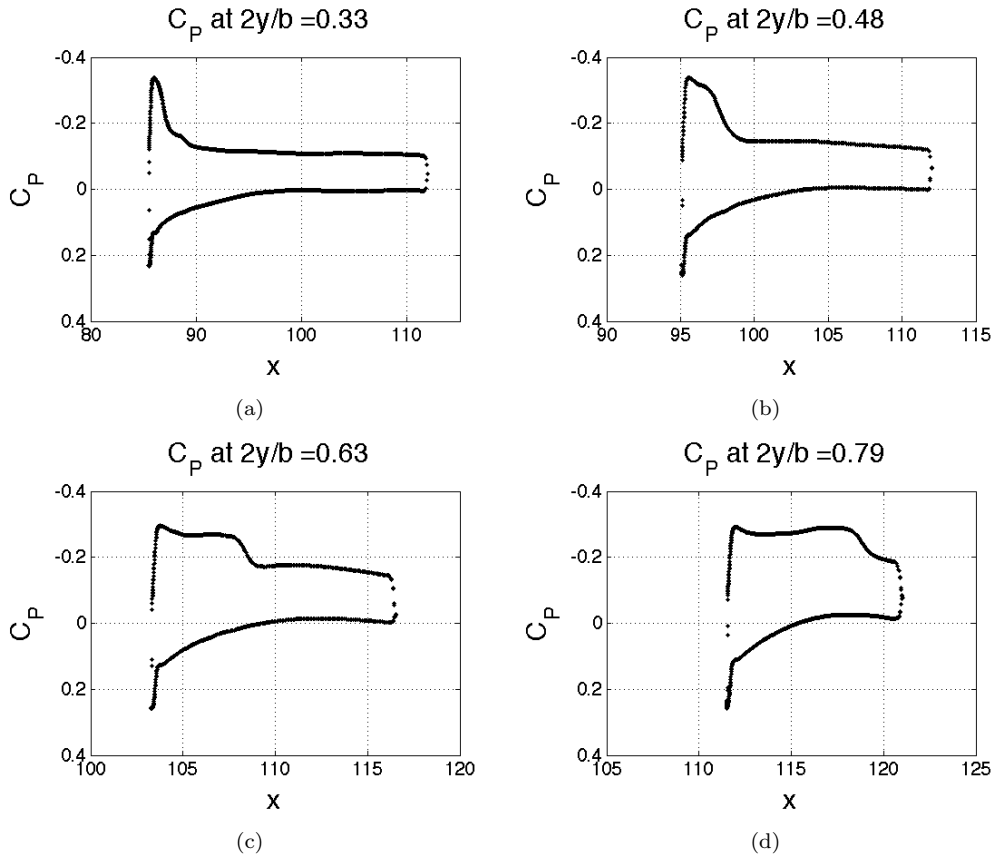 C_P at 2y/b =0.33
-0.4
-0.2
0
0.2
0.4
C_P
80 90 100 110
x
(a)
C_P at 2y/b =0.48
-0.4
-0.2
0
0.2
0.4
C_P
90 95 100 105 110 115
x
(b)
C_P at 2y/b =0.63
-0.4
-0.2
0
0.2
0.4
C_P
100 105 110 115 120
x
(c)
C_P at 2y/b =0.79
-0.4
-0.2
0
0.2
0.4
C_P
105 110 115 120 125
x
(d)